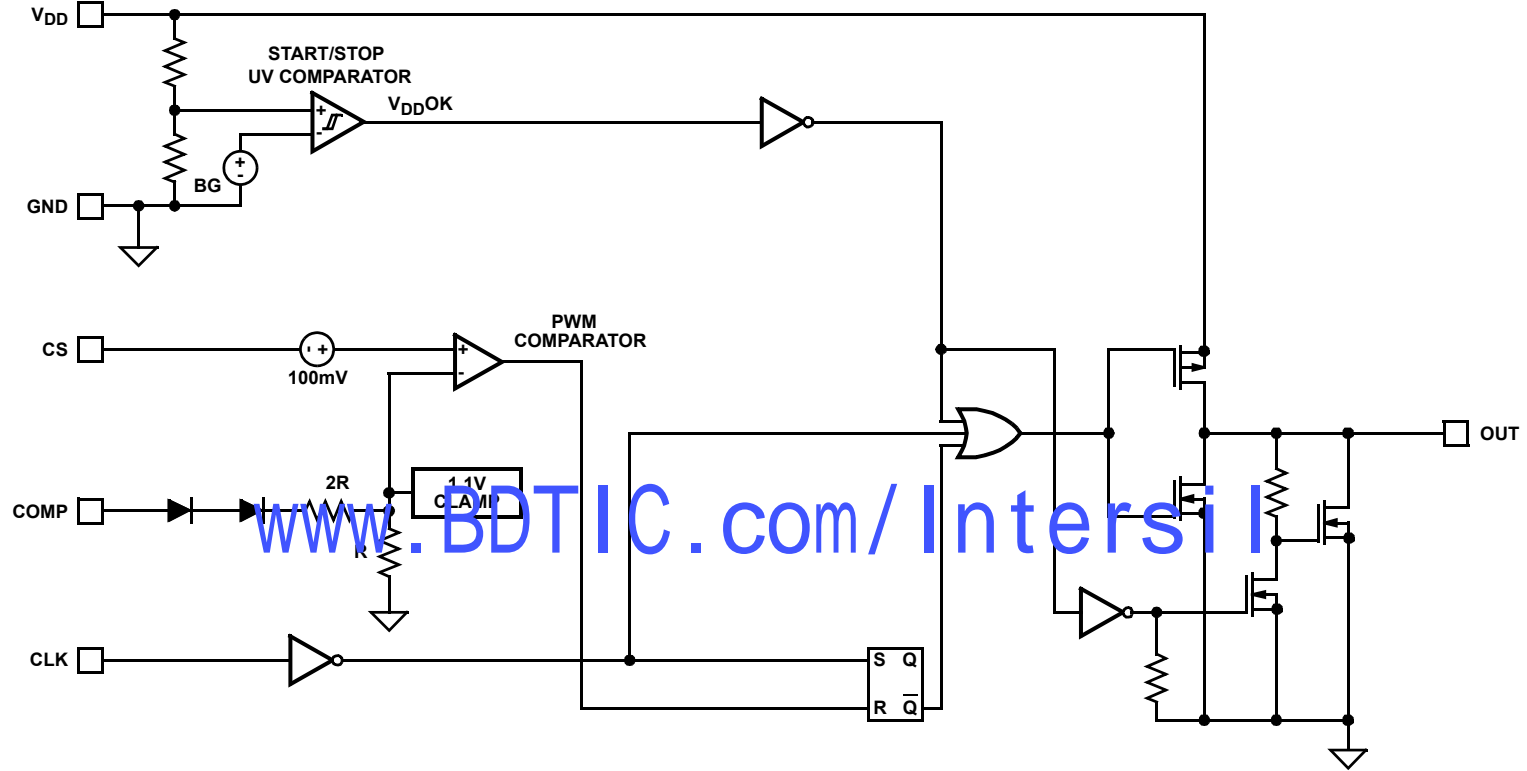 VDD
START/STOP
UV COMPARATOR
+
-
VDDOK
+
-
BG
GND
PWM
COMPARATOR
CS
- +
100mV
+
-
OUT
2R
1.1V
CLAMP
COMP
www.BDTIC.com/Intersil
R
CLK
S Q
R Q̅